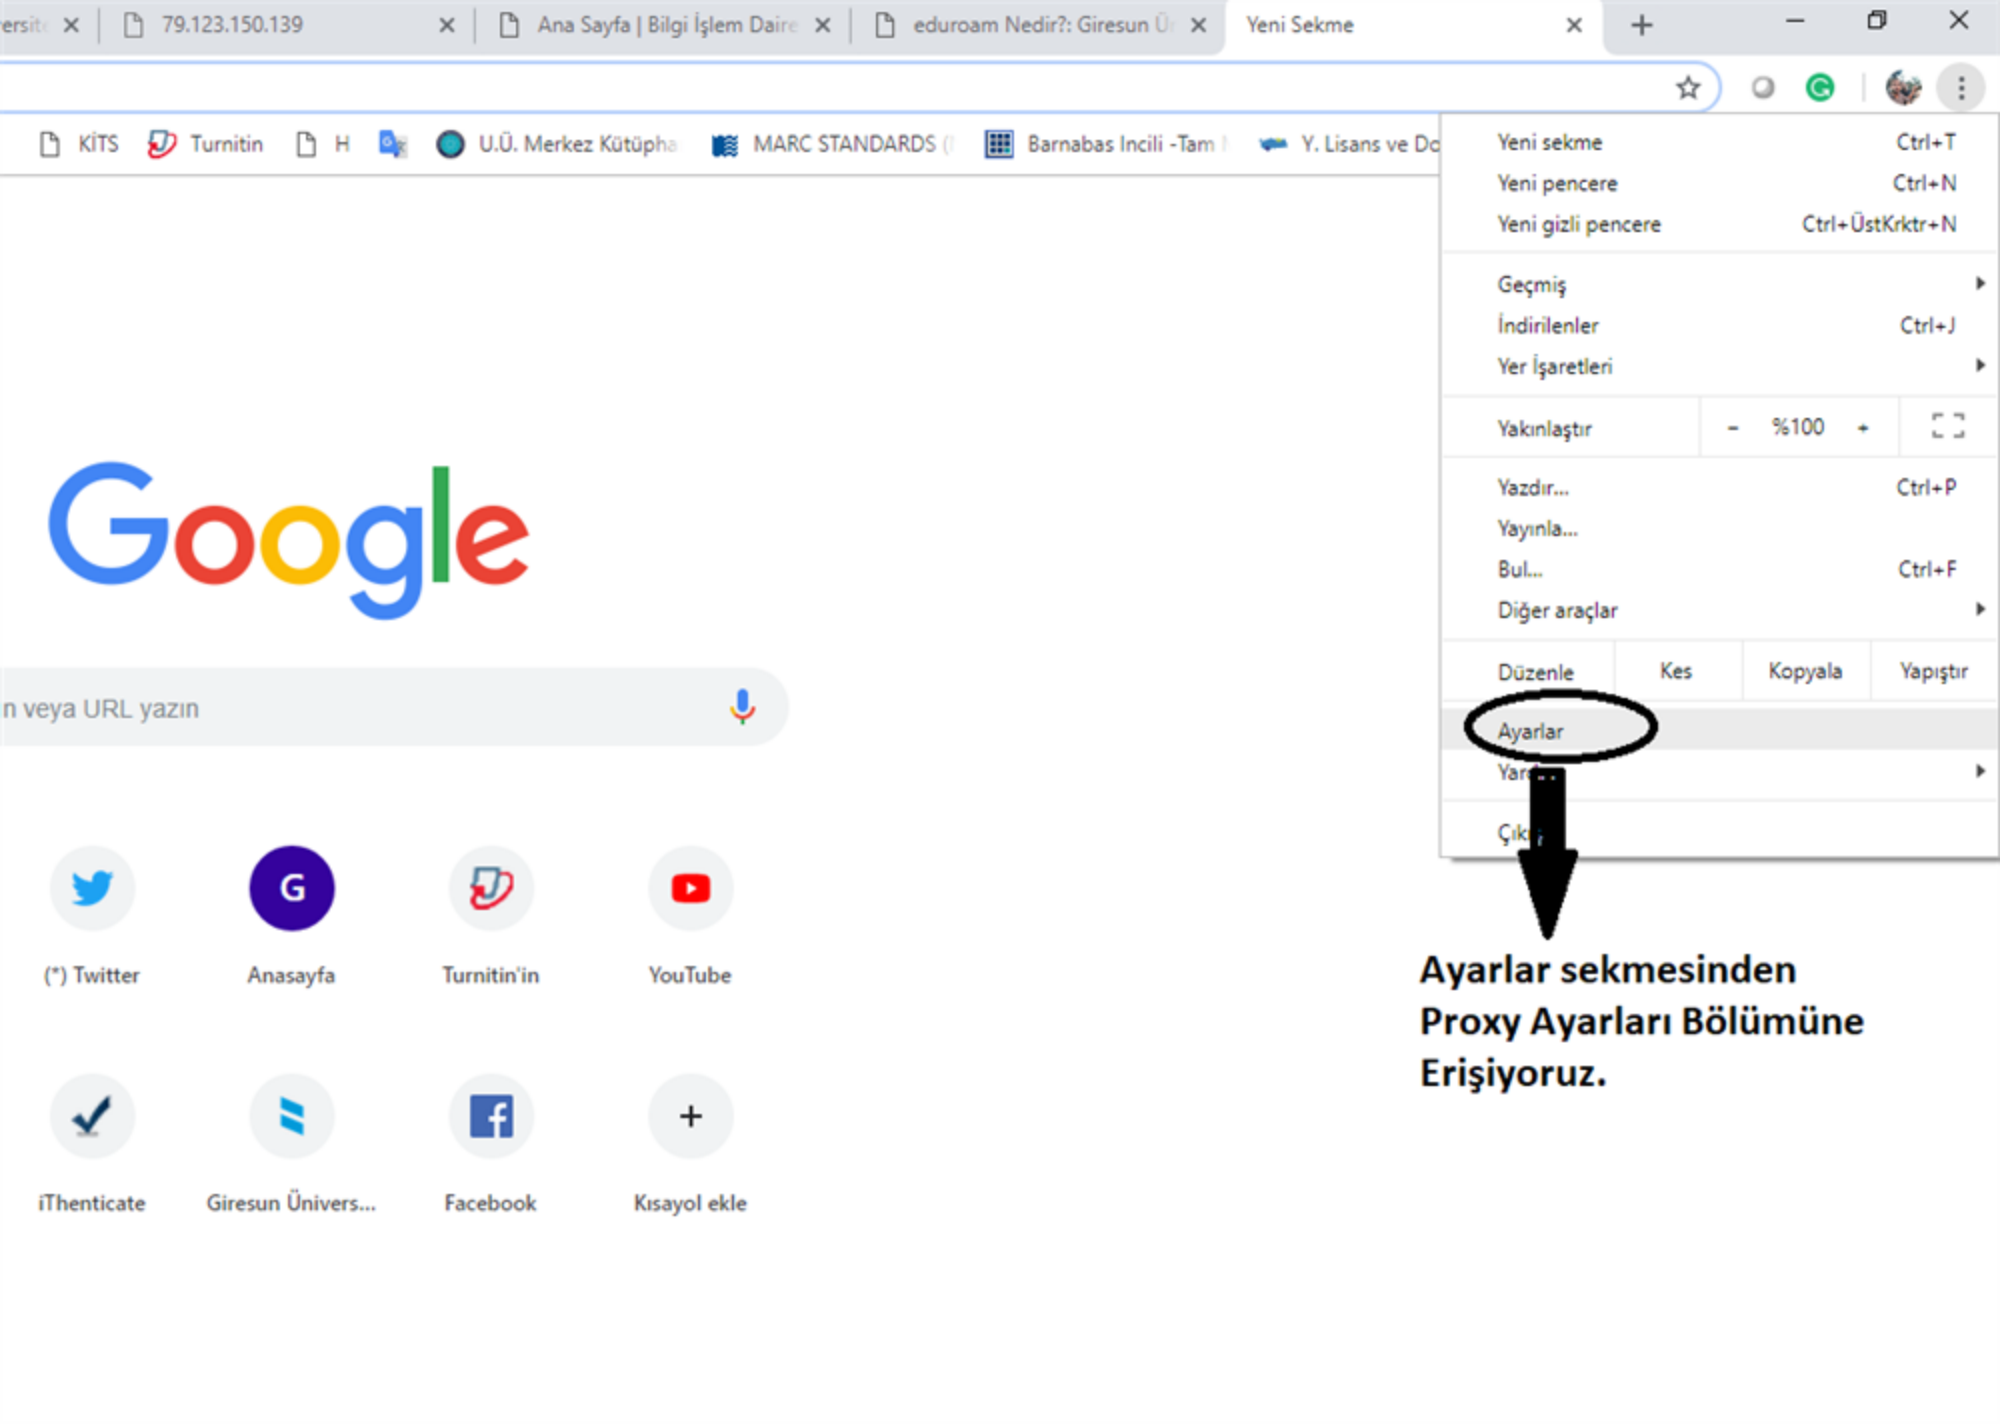 79.123.150.139
Ana Sayfa | Bilgi İşlem Daire
eduroam Nedir?: Giresun Ür
Yeni Sekme
KİTS
Turnitin
H
U.Ü. Merkez Kütüpha
MARC STANDARDS (
Barnabas Incili -Tam
Y. Lisans ve Do
Yeni sekme Ctrl+T
Yeni pencere Ctrl+N
Yeni gizli pencere Ctrl+ÜstKrktr+N
Geçmiş
İndirilenler Ctrl+J
Yer İşaretleri
Yakınlaştır - %100 +
Yazdır... Ctrl+P
Yayınla...
Bul... Ctrl+F
Diğer araçlar
Düzenle Kes Kopyala Yapıştır
Ayarlar
Google
n veya URL yazın
(*) Twitter
G
Anasayfa
Turnitin'in
YouTube
iThenticate
Giresun Ünivers...
Facebook
Kısayol ekle
Ayarlar sekmesinden
Proxy Ayarları Bölümüne
Erişiyoruz.